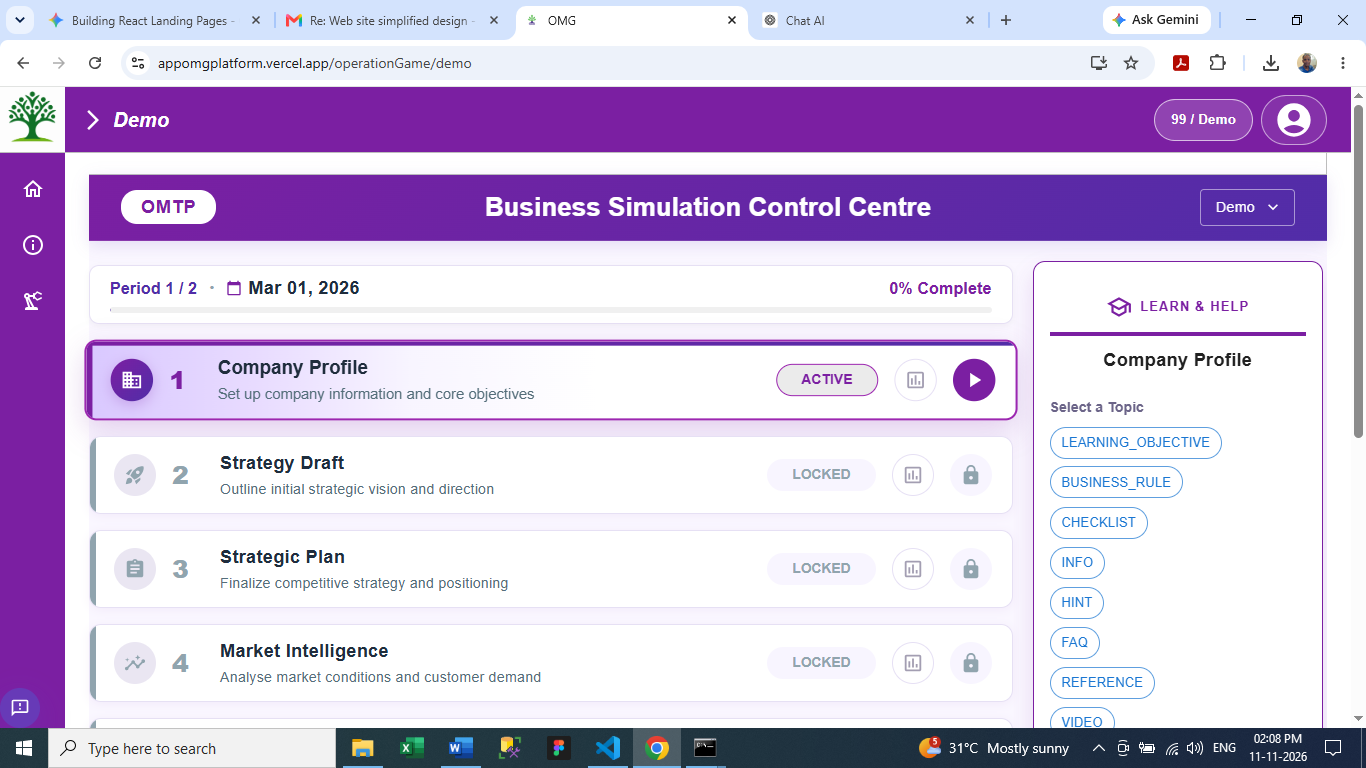 Building React Landing Pages -
Re: Web site simplified design -
OMG
Chat AI
Ask Gemini
appomgplatform.vercel.app/operationGame/demo
Demo
99 / Demo
OMTP
Business Simulation Control Centre
Demo
Period 1 / 2 • Mar 01, 2026
0% Complete
1
Company Profile
Set up company information and core objectives
ACTIVE
2
Strategy Draft
Outline initial strategic vision and direction
LOCKED
3
Strategic Plan
Finalize competitive strategy and positioning
LOCKED
4
Market Intelligence
Analyse market conditions and customer demand
LOCKED
LEARN & HELP
Company Profile
Select a Topic
LEARNING_OBJECTIVE
BUSINESS_RULE
CHECKLIST
INFO
HINT
FAQ
REFERENCE
VIDEO
Type here to search
5
31°C Mostly sunny
ENG
02:08 PM
11-11-2026